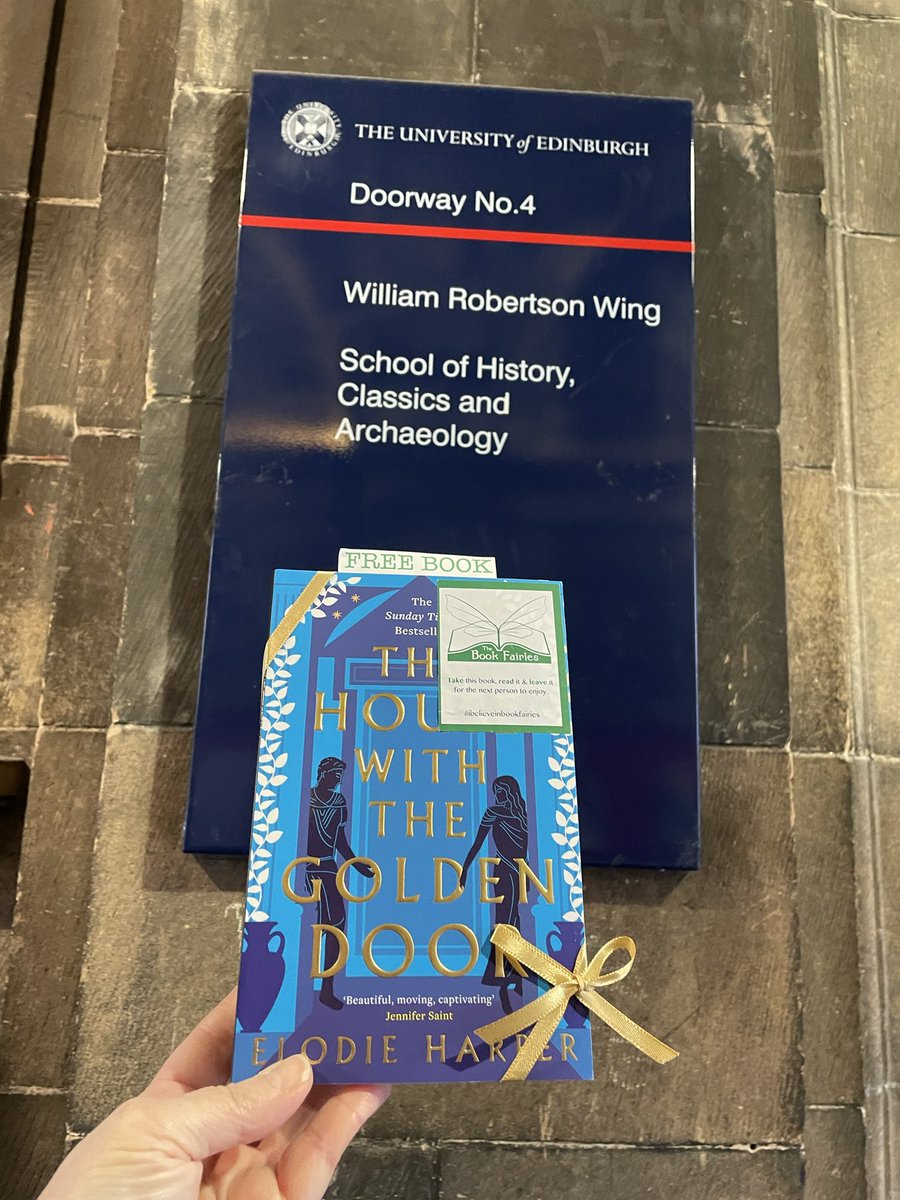 THE UNIVERSITY of EDINBURGH
Doorway No.4
William Robertson Wing
School of History,
Classics and
Archaeology
FREE BOOK
The
Sunday Ti
Bestsell
TH
HOU
WITH
THE
GOLDEN
DOOR
'Beautiful, moving, captivating'
Jennifer Saint
ELODIE HARPER
The
Book Fairies
Take this book, read it & leave it
for the next person to enjoy.
#ibelieveinbookfairies